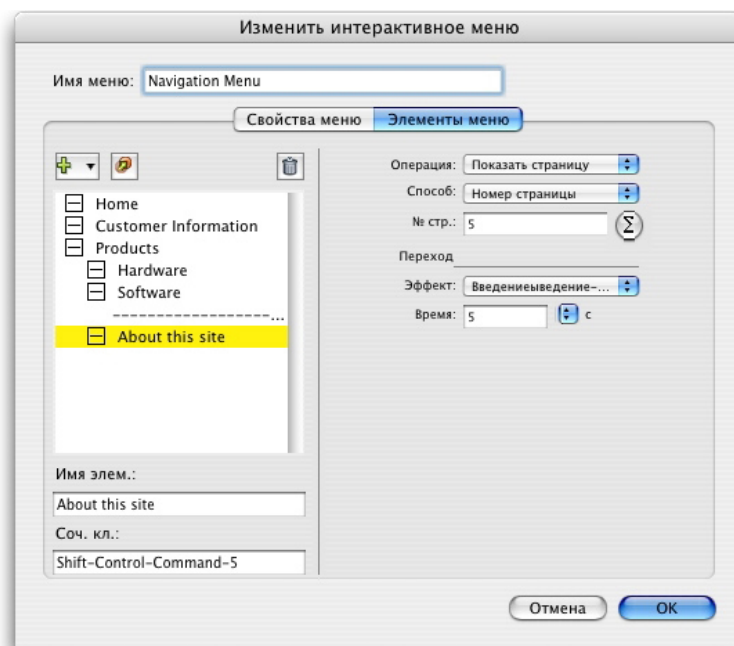 Изменить интерактивное меню
Имя меню: Navigation Menu
Свойства меню Элементы меню
Home
Customer Information
Products
Hardware
Software
-------------------...
About this site
Имя элем.:
About this site
Соч. кл.:
Shift-Control-Command-5
Операция: Показать страницу
Способ: Номер страницы
№ стр.: 5
Σ
Переход
Эффект: Введениеыведение-...
Время: 5 с
Отмена OK